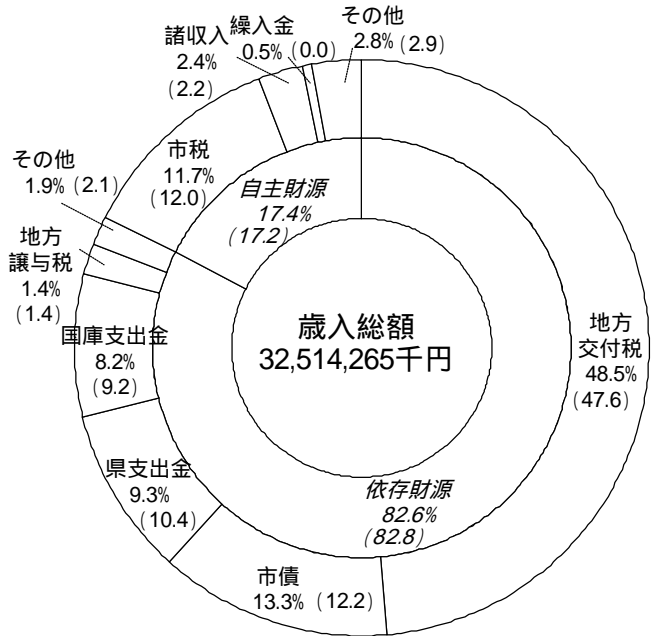 その他
2.8% (2.9)
繰入金
0.5% (0.0)
諸収入
2.4%
(2.2)
市税
11.7%
(12.0)
自主財源
17.4%
(17.2)
その他
1.9% (2.1)
地方
譲与税
1.4%
(1.4)
国庫支出金
8.2%
(9.2)
歳入総額
32,514,265千円
地方
交付税
48.5%
(47.6)
県支出金
9.3%
(10.4)
依存財源
82.6%
(82.8)
市債
13.3% (12.2)